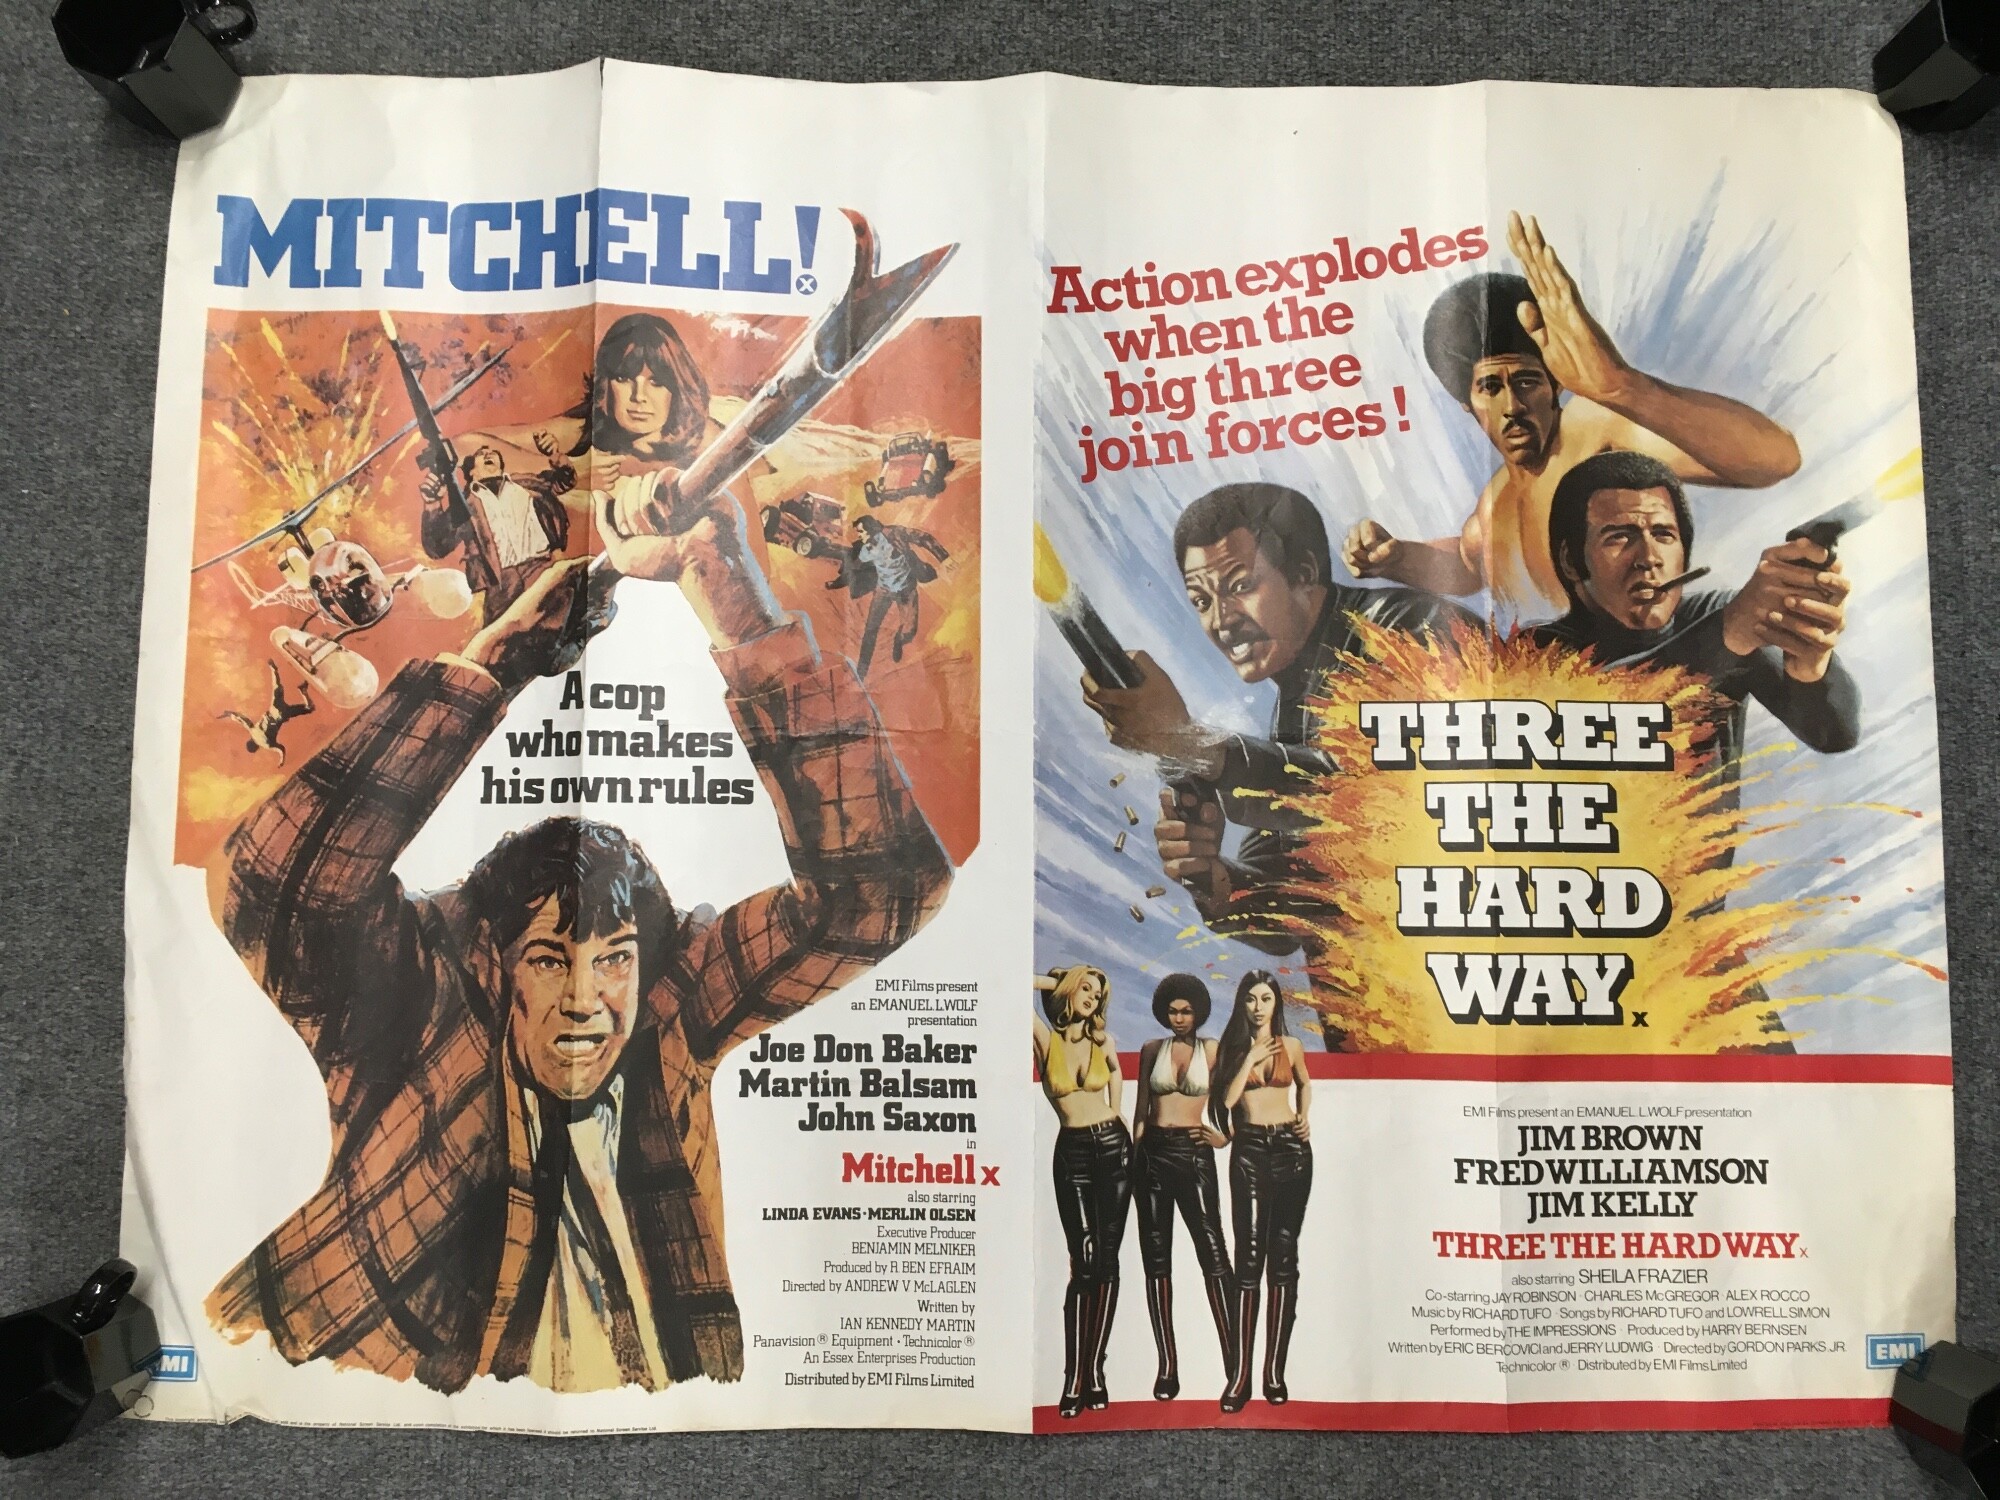 MITCHELL!
x
A cop
who makes
his own rules
EMI Films present
an EMANUEL L. WOLF
presentation
Joe Don Baker
Martin Balsam
John Saxon
in
Mitchell x
also starring
LINDA EVANS · MERLIN OLSEN
Executive Producer
BENJAMIN MELNIKER
Produced by R BEN EFRAIM
Directed by ANDREW V McLAGLEN
Written by
IAN KENNEDY MARTIN
Panavision® Equipment · Technicolor®
An Essex Enterprises Production
Distributed by EMI Films Limited
EMI
Action explodes
when the
big three
join forces!
THREE
THE
HARD
WAY x
EMI Films present an EMANUEL L. WOLF presentation
JIM BROWN
FRED WILLIAMSON
JIM KELLY
THREE THE HARD WAY x
also starring SHEILA FRAZIER
Co-starring JAY ROBINSON · CHARLES McGREGOR · ALEX ROCCO
Music by RICHARD TUFO · Songs by RICHARD TUFO and LOWRELL SIMON
Performed by THE IMPRESSIONS · Produced by HARRY BERNSEN
Written by ERIC BERCOVICI and JERRY LUDWIG · Directed by GORDON PARKS. JR
Technicolor® · Distributed by EMI Films Limited
EMI